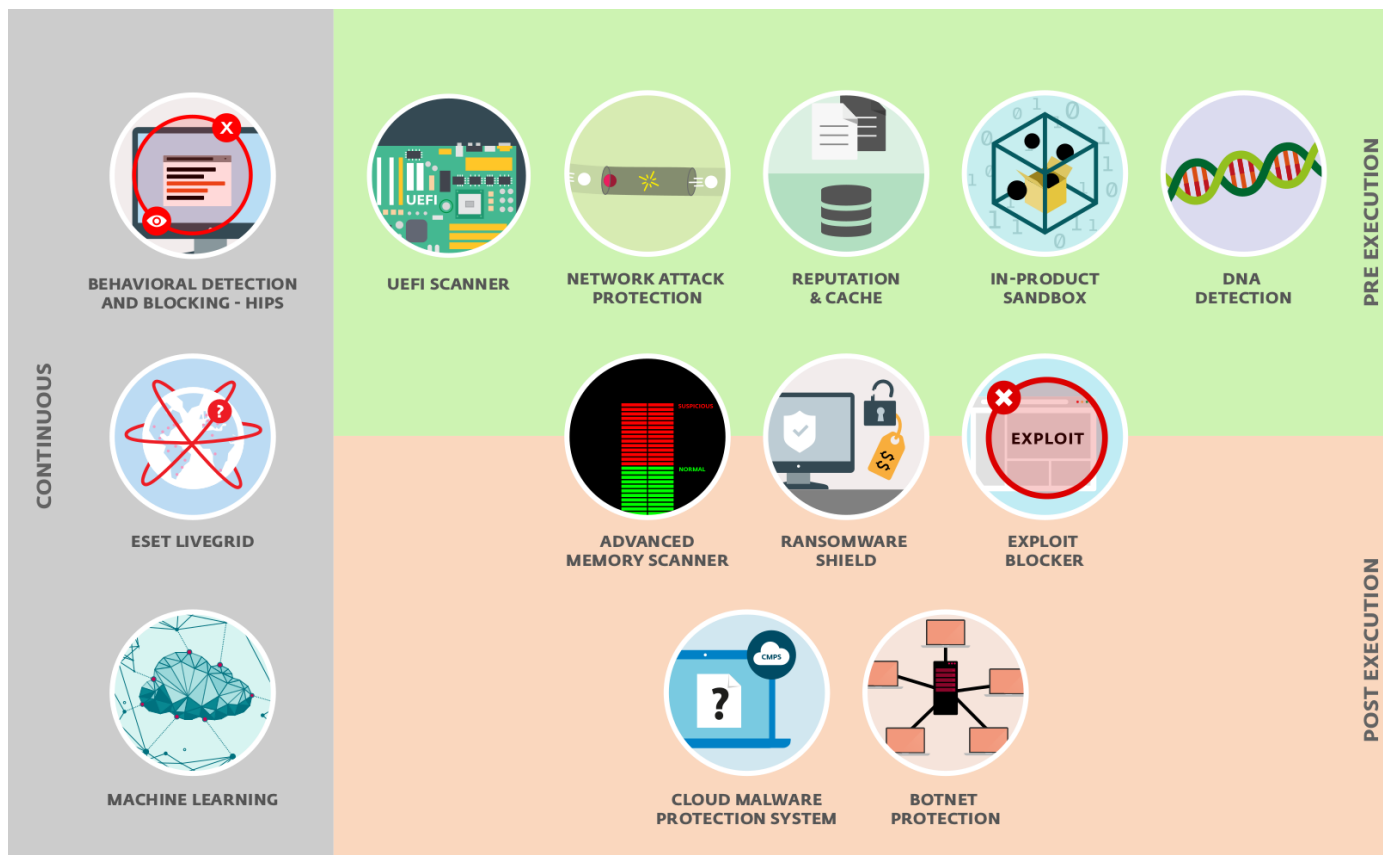 CONTINUOUS
BEHAVIORAL DETECTION
AND BLOCKING - HIPS
ESET LIVEGRID
?
MACHINE LEARNING
PRE EXECUTION
UEFI
UEFI SCANNER
NETWORK ATTACK
PROTECTION
REPUTATION
& CACHE
IN-PRODUCT
SANDBOX
DNA
DETECTION
SUSPICIOUS
NORMAL
ADVANCED
MEMORY SCANNER
$$
RANSOMWARE
SHIELD
EXPLOIT
EXPLOIT
BLOCKER
POST EXECUTION
CMPS
?
CLOUD MALWARE
PROTECTION SYSTEM
BOTNET
PROTECTION